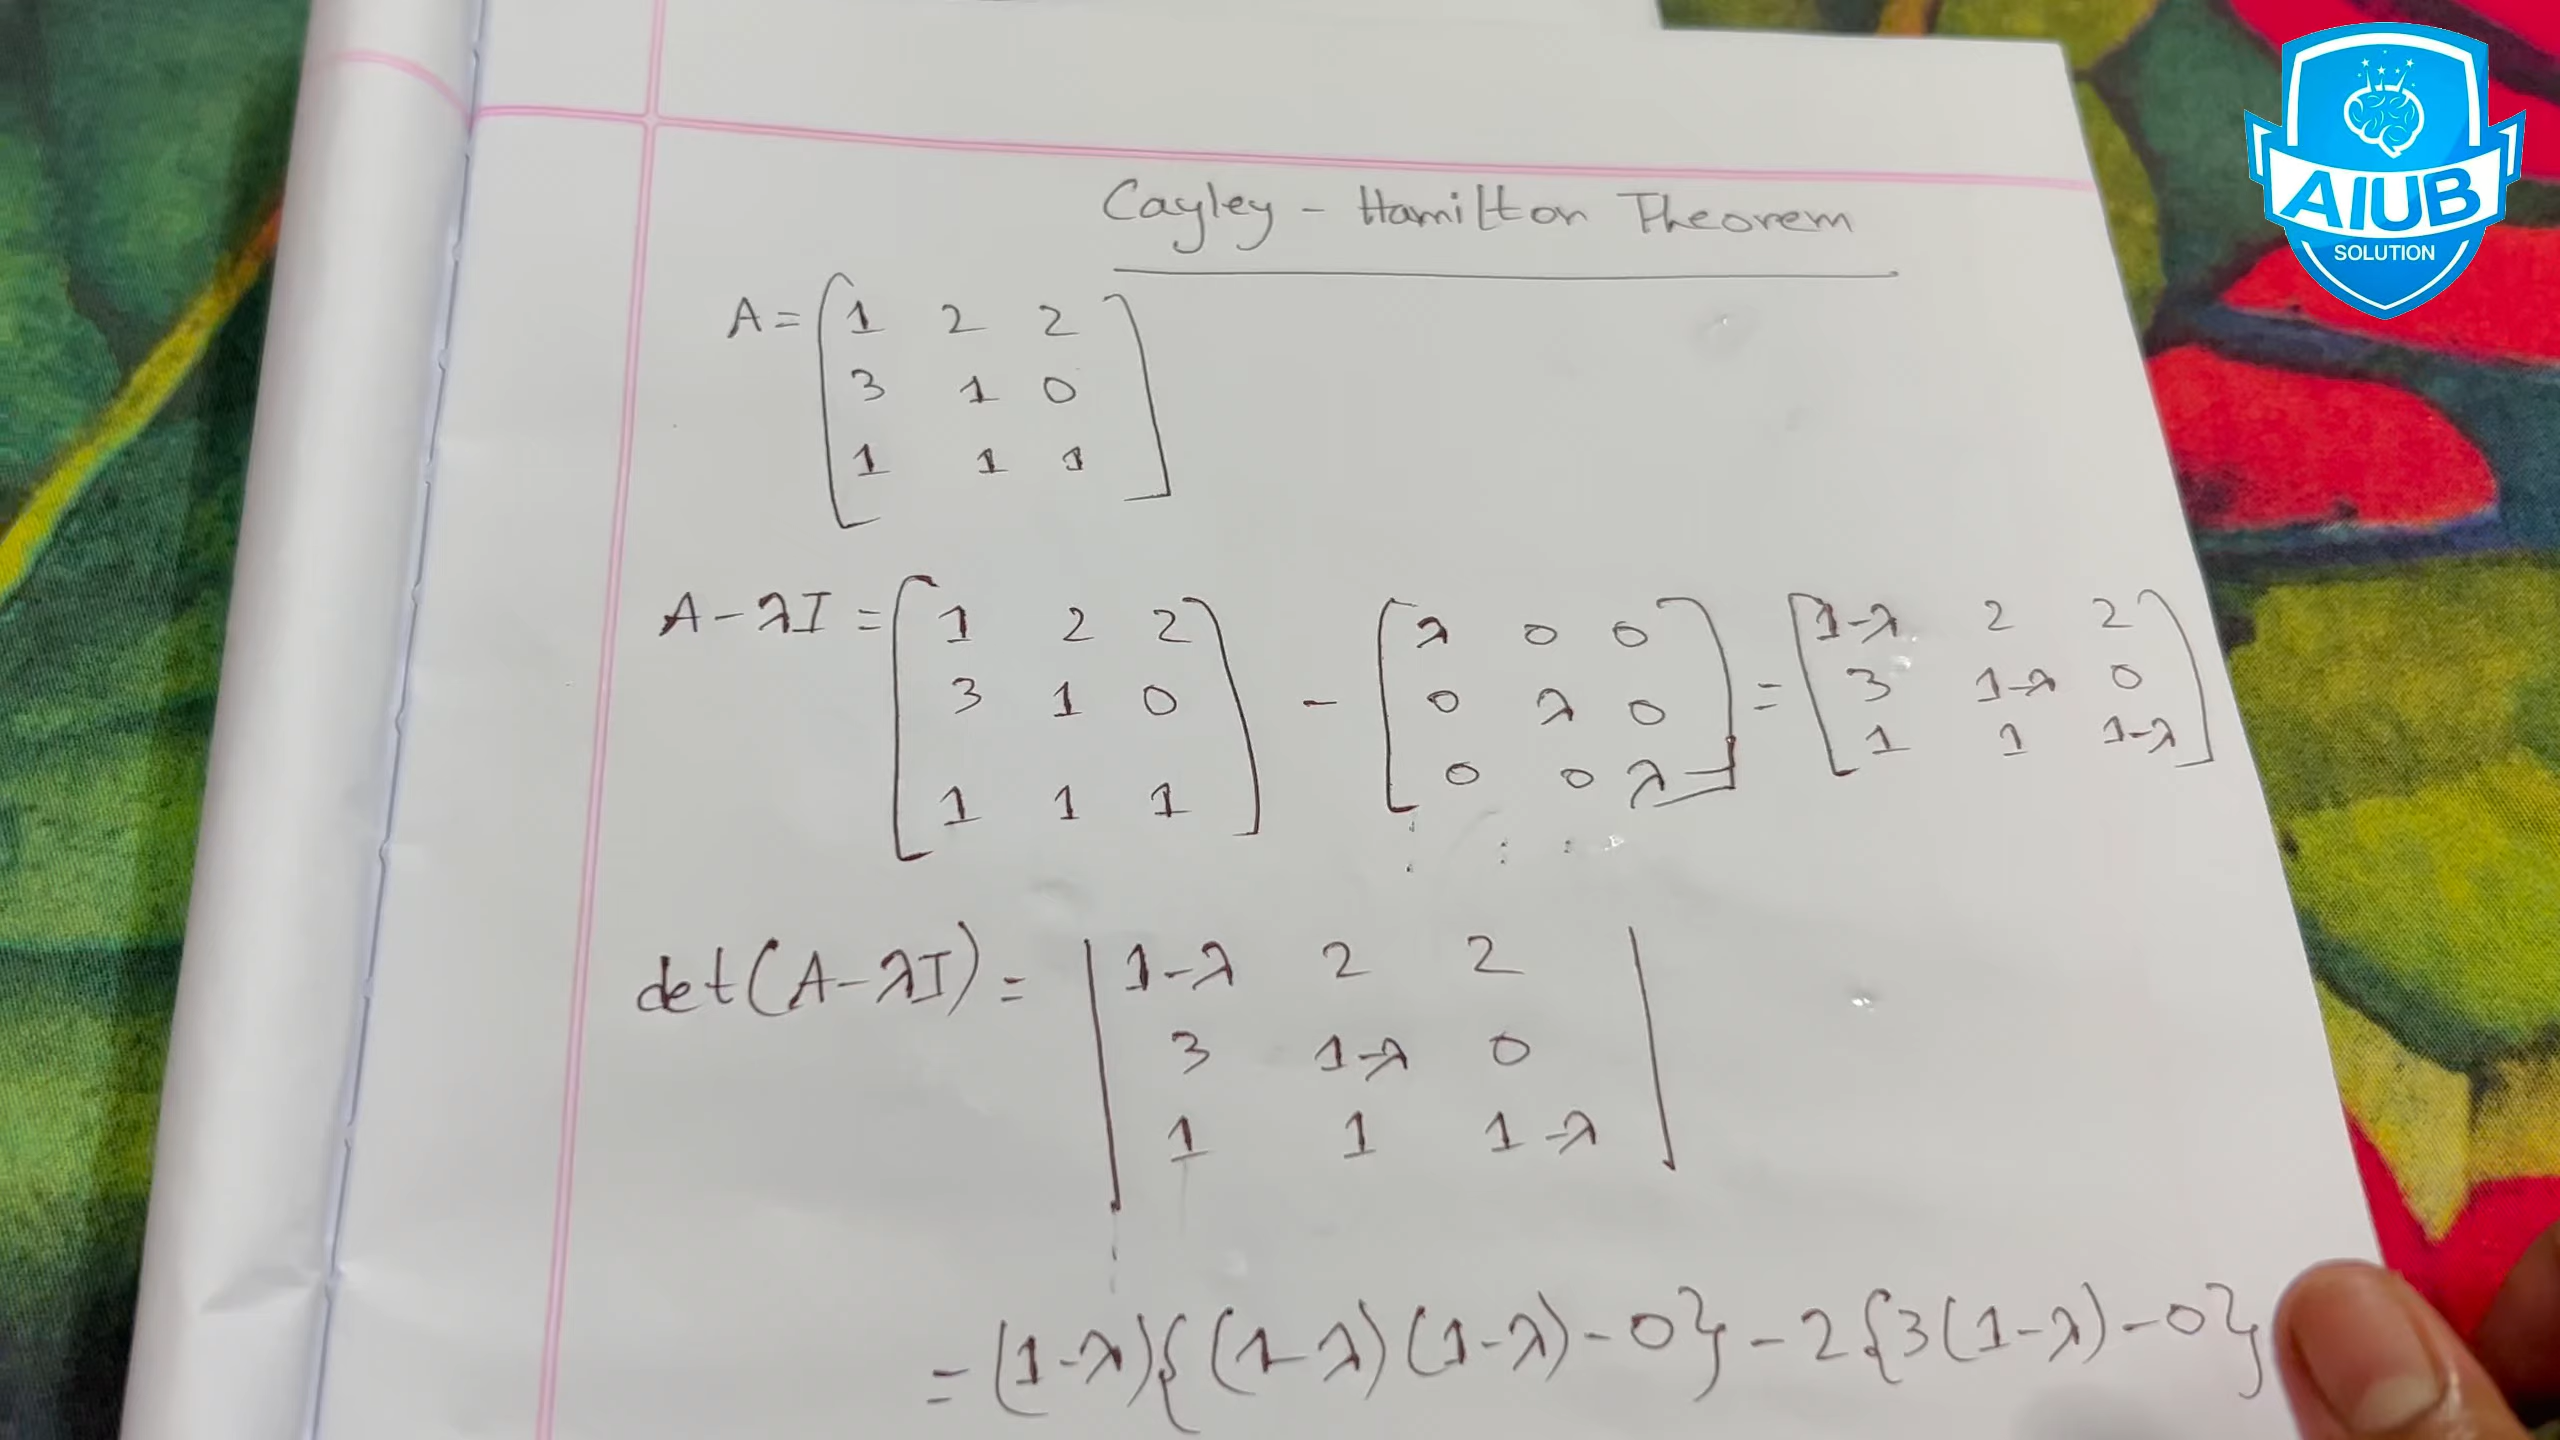 AIUB
SOLUTION
Cayley - Hamilton Theorem
A = [1 2 2
3 1 0
1 1 1]
A - λI = [1 2 2 ; 3 1 0 ; 1 1 1] - [λ 0 0 ; 0 λ 0 ; 0 0 λ] = [1-λ 2 2 ; 3 1-λ 0 ; 1 1 1-λ]
det(A-λI) = | 1-λ 2 2
3 1-λ 0
1 1 1-λ |
= (1-λ){(1-λ)(1-λ)-0} - 2{3(1-λ)-0}